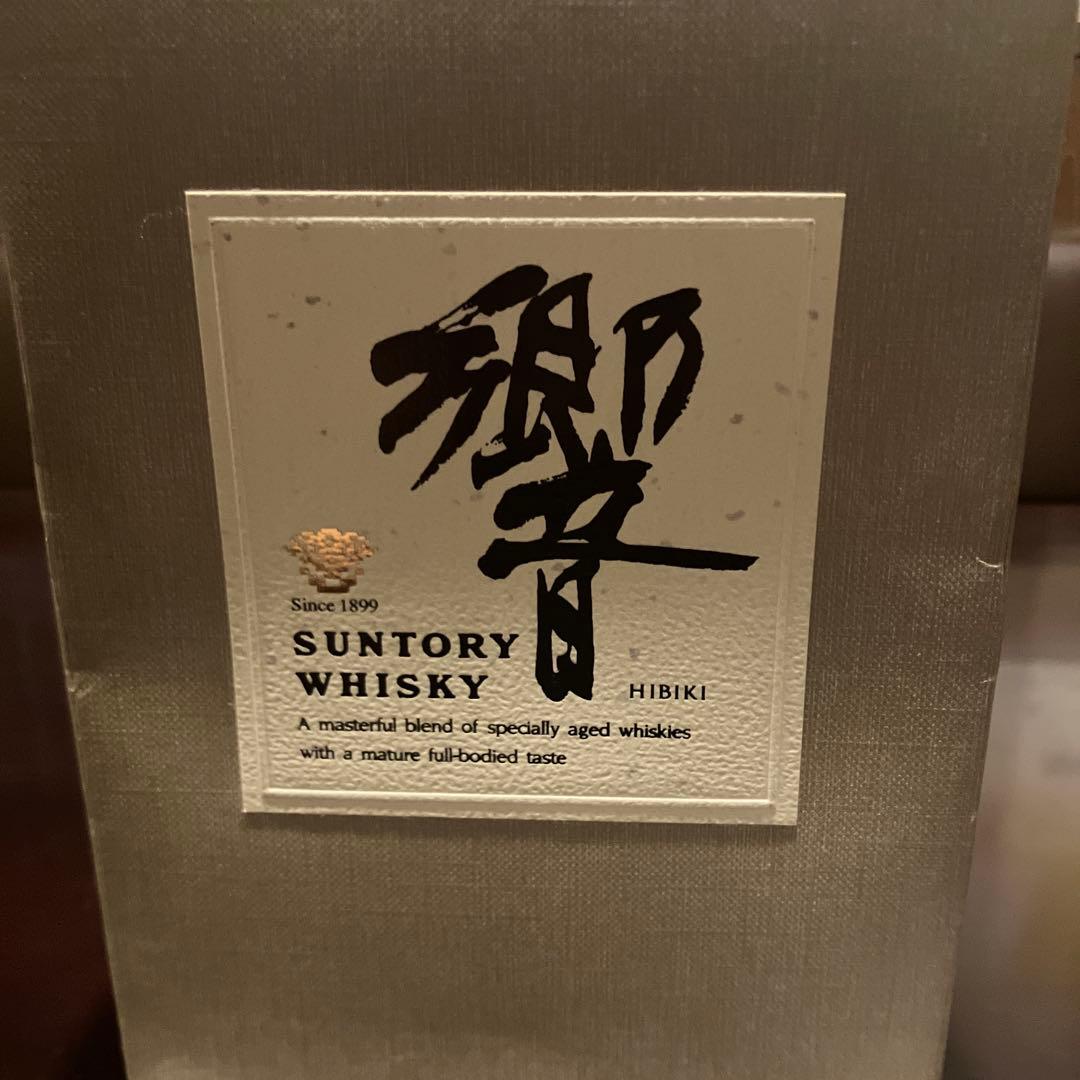 響
Since 1899
SUNTORY
WHISKY
HIBIKI
A masterful blend of specially aged whiskies
with a mature full-bodied taste